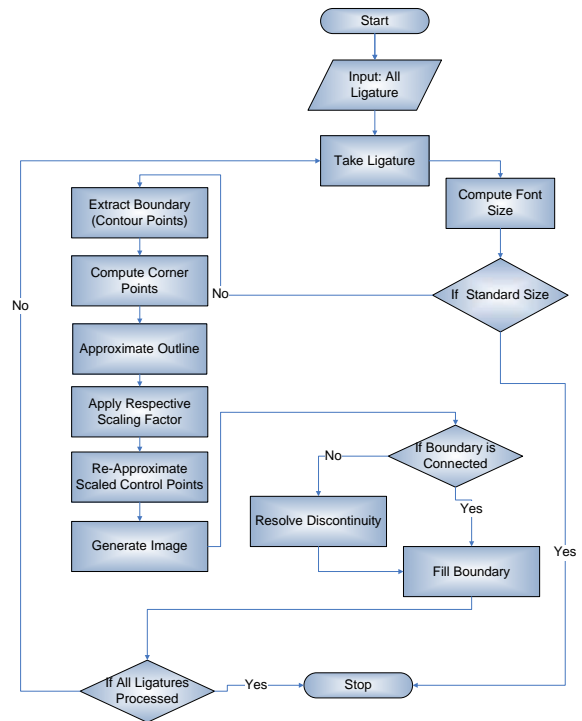 Start
Input: All
Ligature
Take Ligature
Compute Font
Size
If Standard Size
No
Extract Boundary
(Contour Points)
Compute Corner
Points
Approximate Outline
Apply Respective
Scaling Factor
Re-Approximate
Scaled Control Points
Generate Image
If Boundary is
Connected
No
Yes
Resolve Discontinuity
Fill Boundary
Yes
No
If All Ligatures
Processed
Yes
Stop